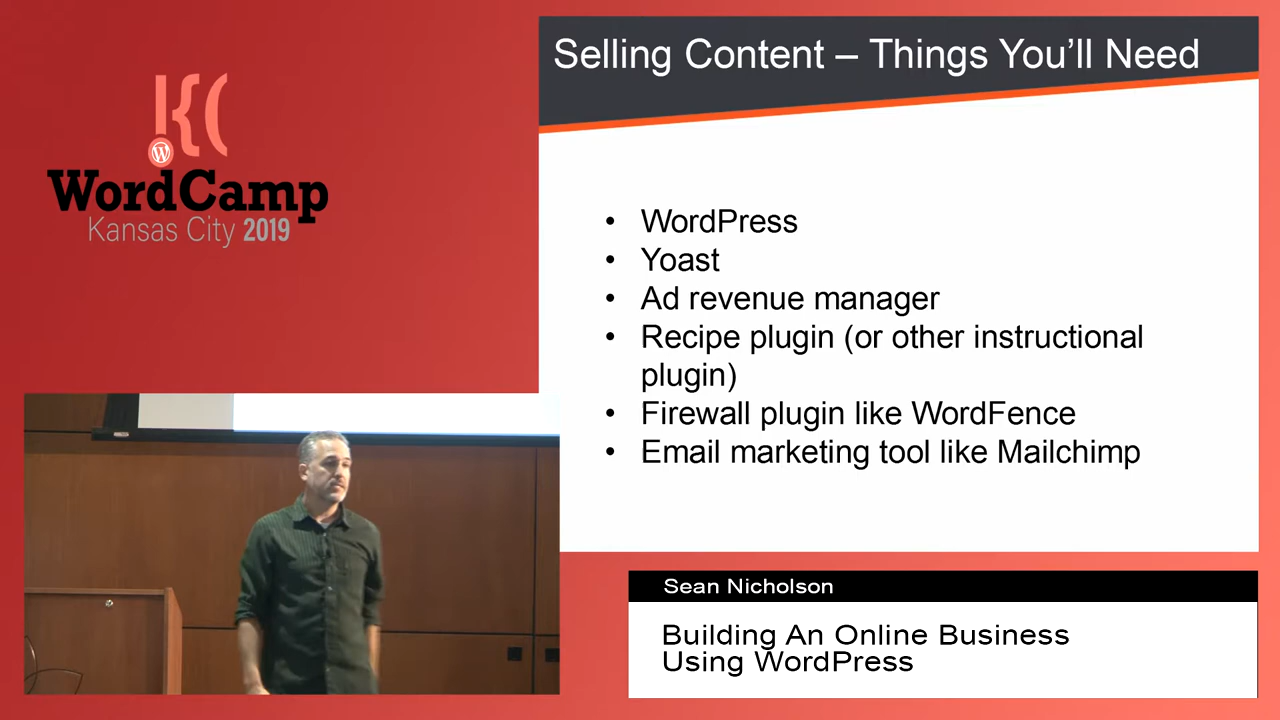 Selling Content – Things You'll Need
K(
W
WordCamp
Kansas City 2019
• WordPress
• Yoast
• Ad revenue manager
• Recipe plugin (or other instructional
plugin)
• Firewall plugin like WordFence
• Email marketing tool like Mailchimp
Sean Nicholson
Building An Online Business
Using WordPress